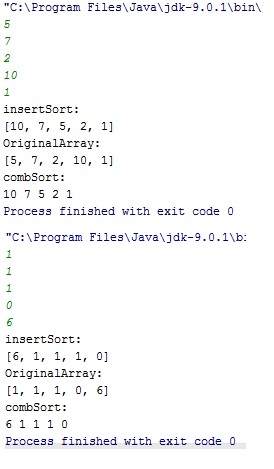 "C:\Program Files\Java\jdk-9.0.1\bin\
5
7
2
10
1
insertSort:
[10, 7, 5, 2, 1]
OriginalArray:
[5, 7, 2, 10, 1]
combSort:
10 7 5 2 1
Process finished with exit code 0
"C:\Program Files\Java\jdk-9.0.1\b
1
1
1
0
6
insertSort:
[6, 1, 1, 1, 0]
OriginalArray:
[1, 1, 1, 0, 6]
combSort:
6 1 1 1 0
Process finished with exit code 0